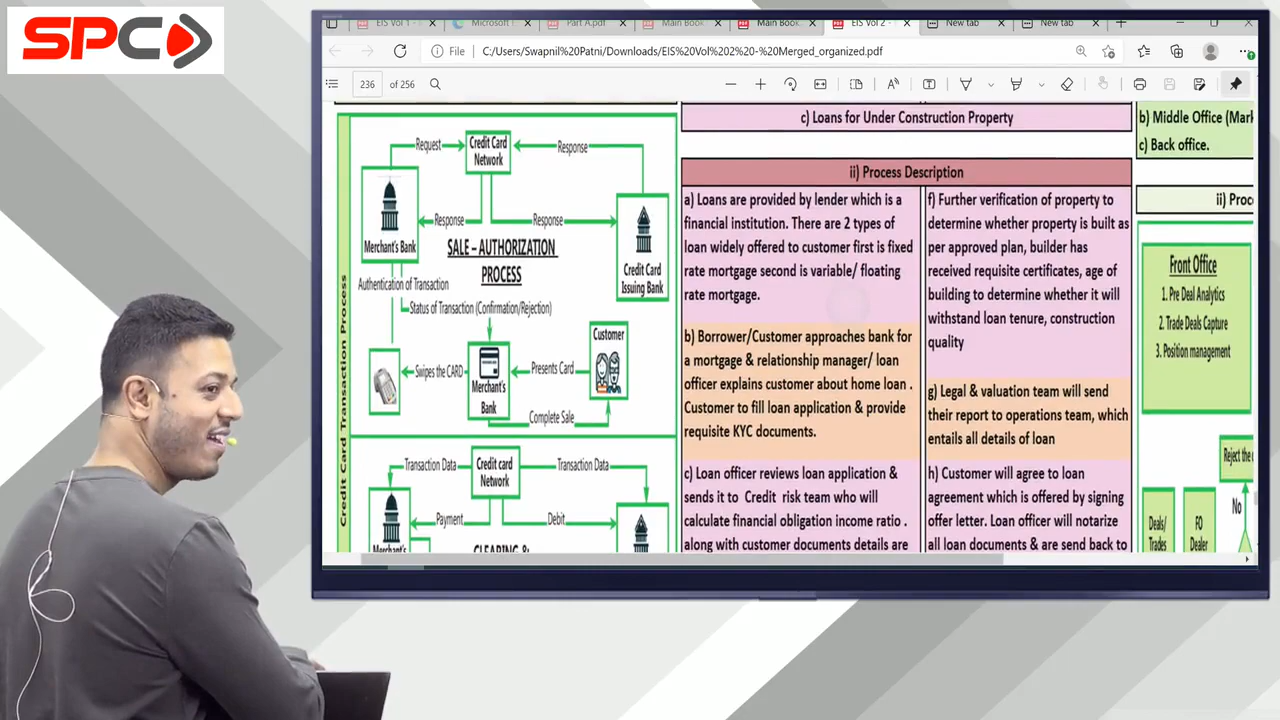 SPC
EIS Vol 1 -
Microsoft
Part A.pdf
Main Book
Main Book.
EIS Vol 2 -
New tab
New tab
File
C:/Users/Swapnil%20Patni/Downloads/EIS%20Vol%202%20-%20Merged_organized.pdf
236
of 256
Credit Card Transaction Process
Request
Credit Card
Network
Response
Merchant's Bank
Response
Response
Credit Card
Issuing Bank
SALE – AUTHORIZATION
PROCESS
Authentication of Transaction
Status of Transaction (Confirmation/Rejection)
Customer
Swipes the CARD
Merchant's
Bank
Presents Card
Complete Sale
Transaction Data
Credit card
Network
Transaction Data
Payment
Debit
Merchant's
CLEARING &
c) Loans for Under Construction Property
ii) Process Description
a) Loans are provided by lender which is a
financial institution. There are 2 types of
loan widely offered to customer first is fixed
rate mortgage second is variable/ floating
rate mortgage.
b) Borrower/Customer approaches bank for
a mortgage & relationship manager/ loan
officer explains customer about home loan .
Customer to fill loan application & provide
requisite KYC documents.
c) Loan officer reviews loan application &
sends it to Credit risk team who will
calculate financial obligation income ratio .
along with customer documents details are
f) Further verification of property to
determine whether property is built as
per approved plan, builder has
received requisite certificates, age of
building to determine whether it will
withstand loan tenure, construction
quality
g) Legal & valuation team will send
their report to operations team, which
entails all details of loan
h) Customer will agree to loan
agreement which is offered by signing
offer letter. Loan officer will notarize
all loan documents & are send back to
b) Middle Office (Mar
c) Back office.
ii) Proc
Front Office
1. Pre Deal Analytics
2. Trade Deals Capture
3. Position management
Reject the
No
Deals/
Trades
FO
Dealer